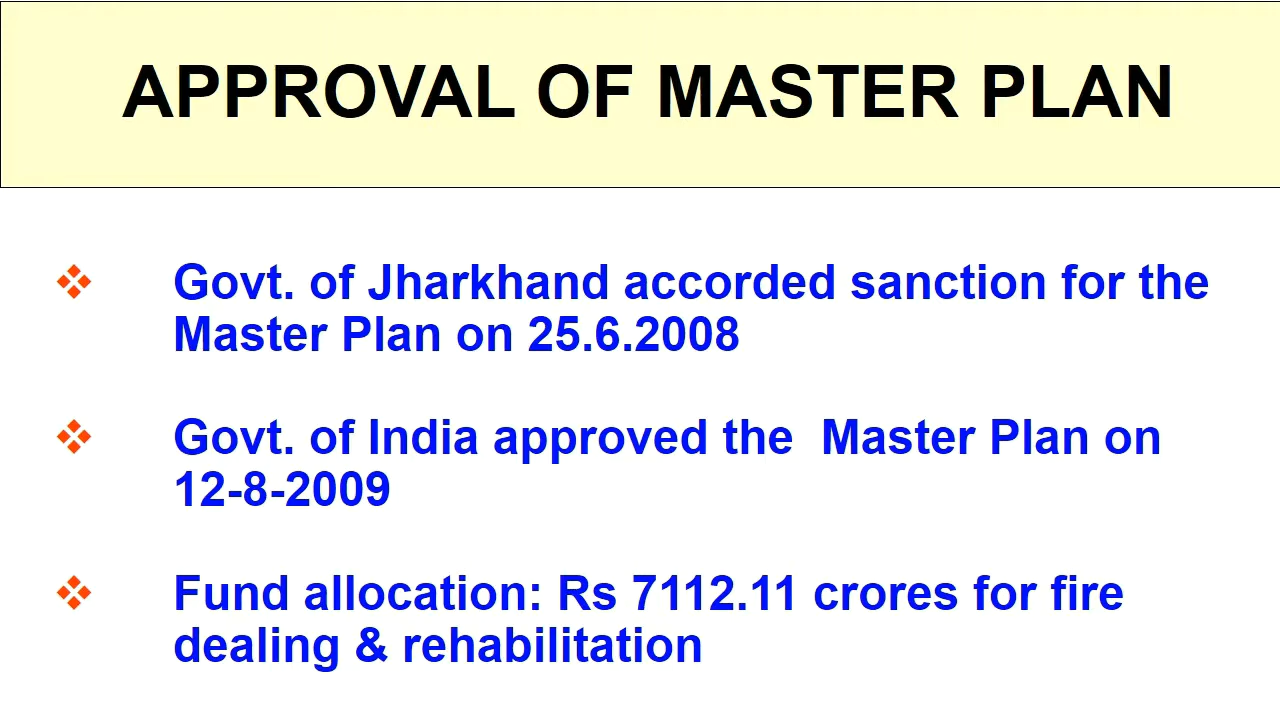 APPROVAL OF MASTER PLAN
❖ Govt. of Jharkhand accorded sanction for the
Master Plan on 25.6.2008
❖ Govt. of India approved the  Master Plan on
12-8-2009
❖ Fund allocation: Rs 7112.11 crores for fire
dealing & rehabilitation